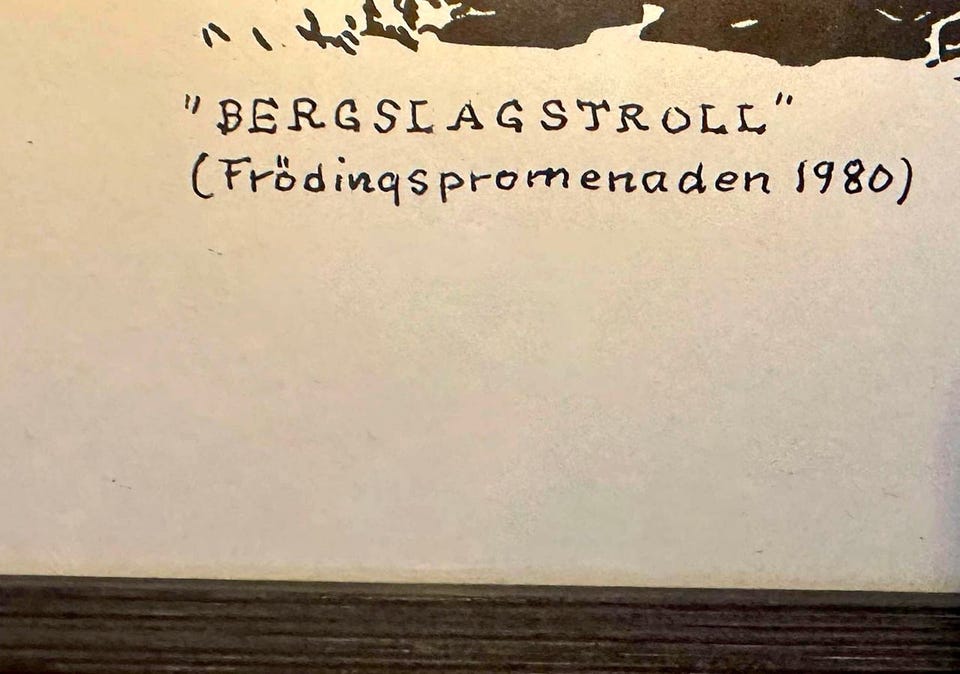 "BERGSLAGSTROLL"
(Frödingspromenaden 1980)